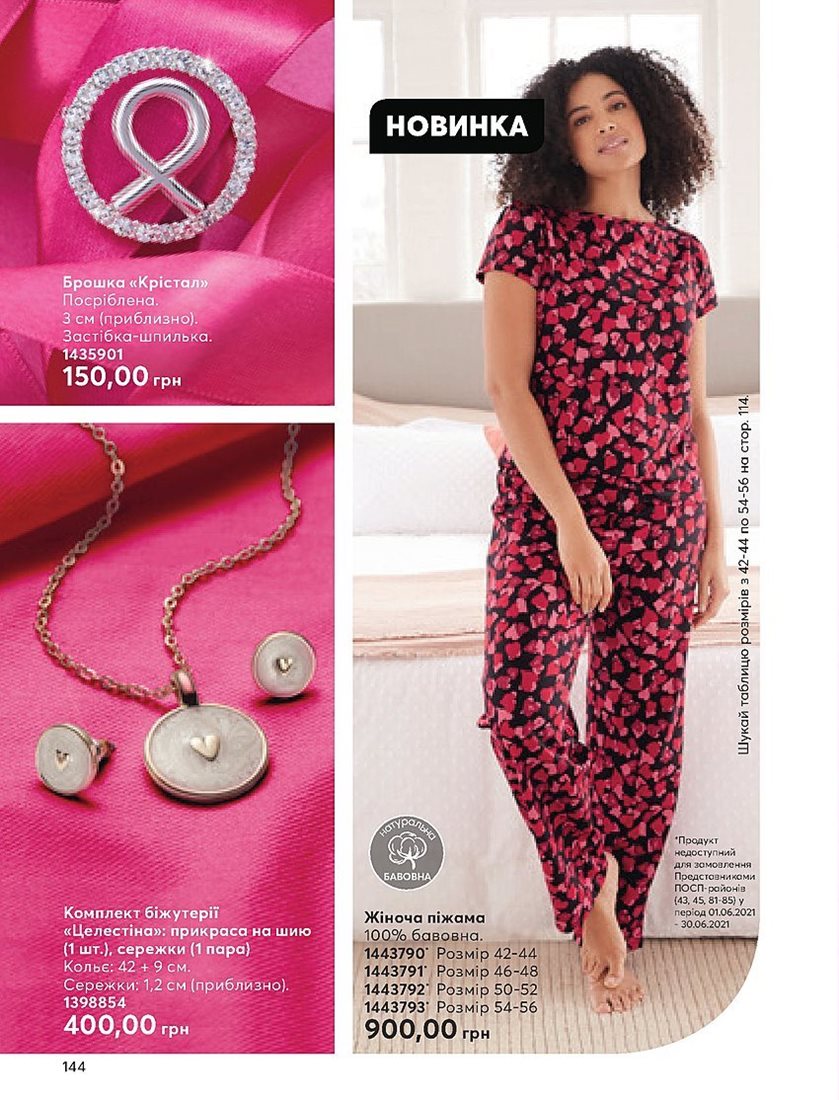 Брошка «Крістал»
Посріблена.
3 см (приблизно).
Застібка-шпилька.
1435901
150,00 грн
НОВИНКА
Шукай таблицю розмірів з 42-44 по 54-56 на стор. 114.
Комплект біжутерії
«Целестіна»: прикраса на шию
(1 шт.), сережки (1 пара)
Кольє: 42 + 9 см.
Сережки: 1,2 см (приблизно).
1398854
400,00 грн
натуральна
БАВОВНА
Жіноча піжама
100% бавовна.
1443790* Розмір 42-44
1443791* Розмір 46-48
1443792* Розмір 50-52
1443793* Розмір 54-56
900,00 грн
*Продукт
недоступний
для замовлення
Представниками
ПОСП-районів
(43, 45, 81-85) у
період 01.06.2021
- 30.06.2021
144